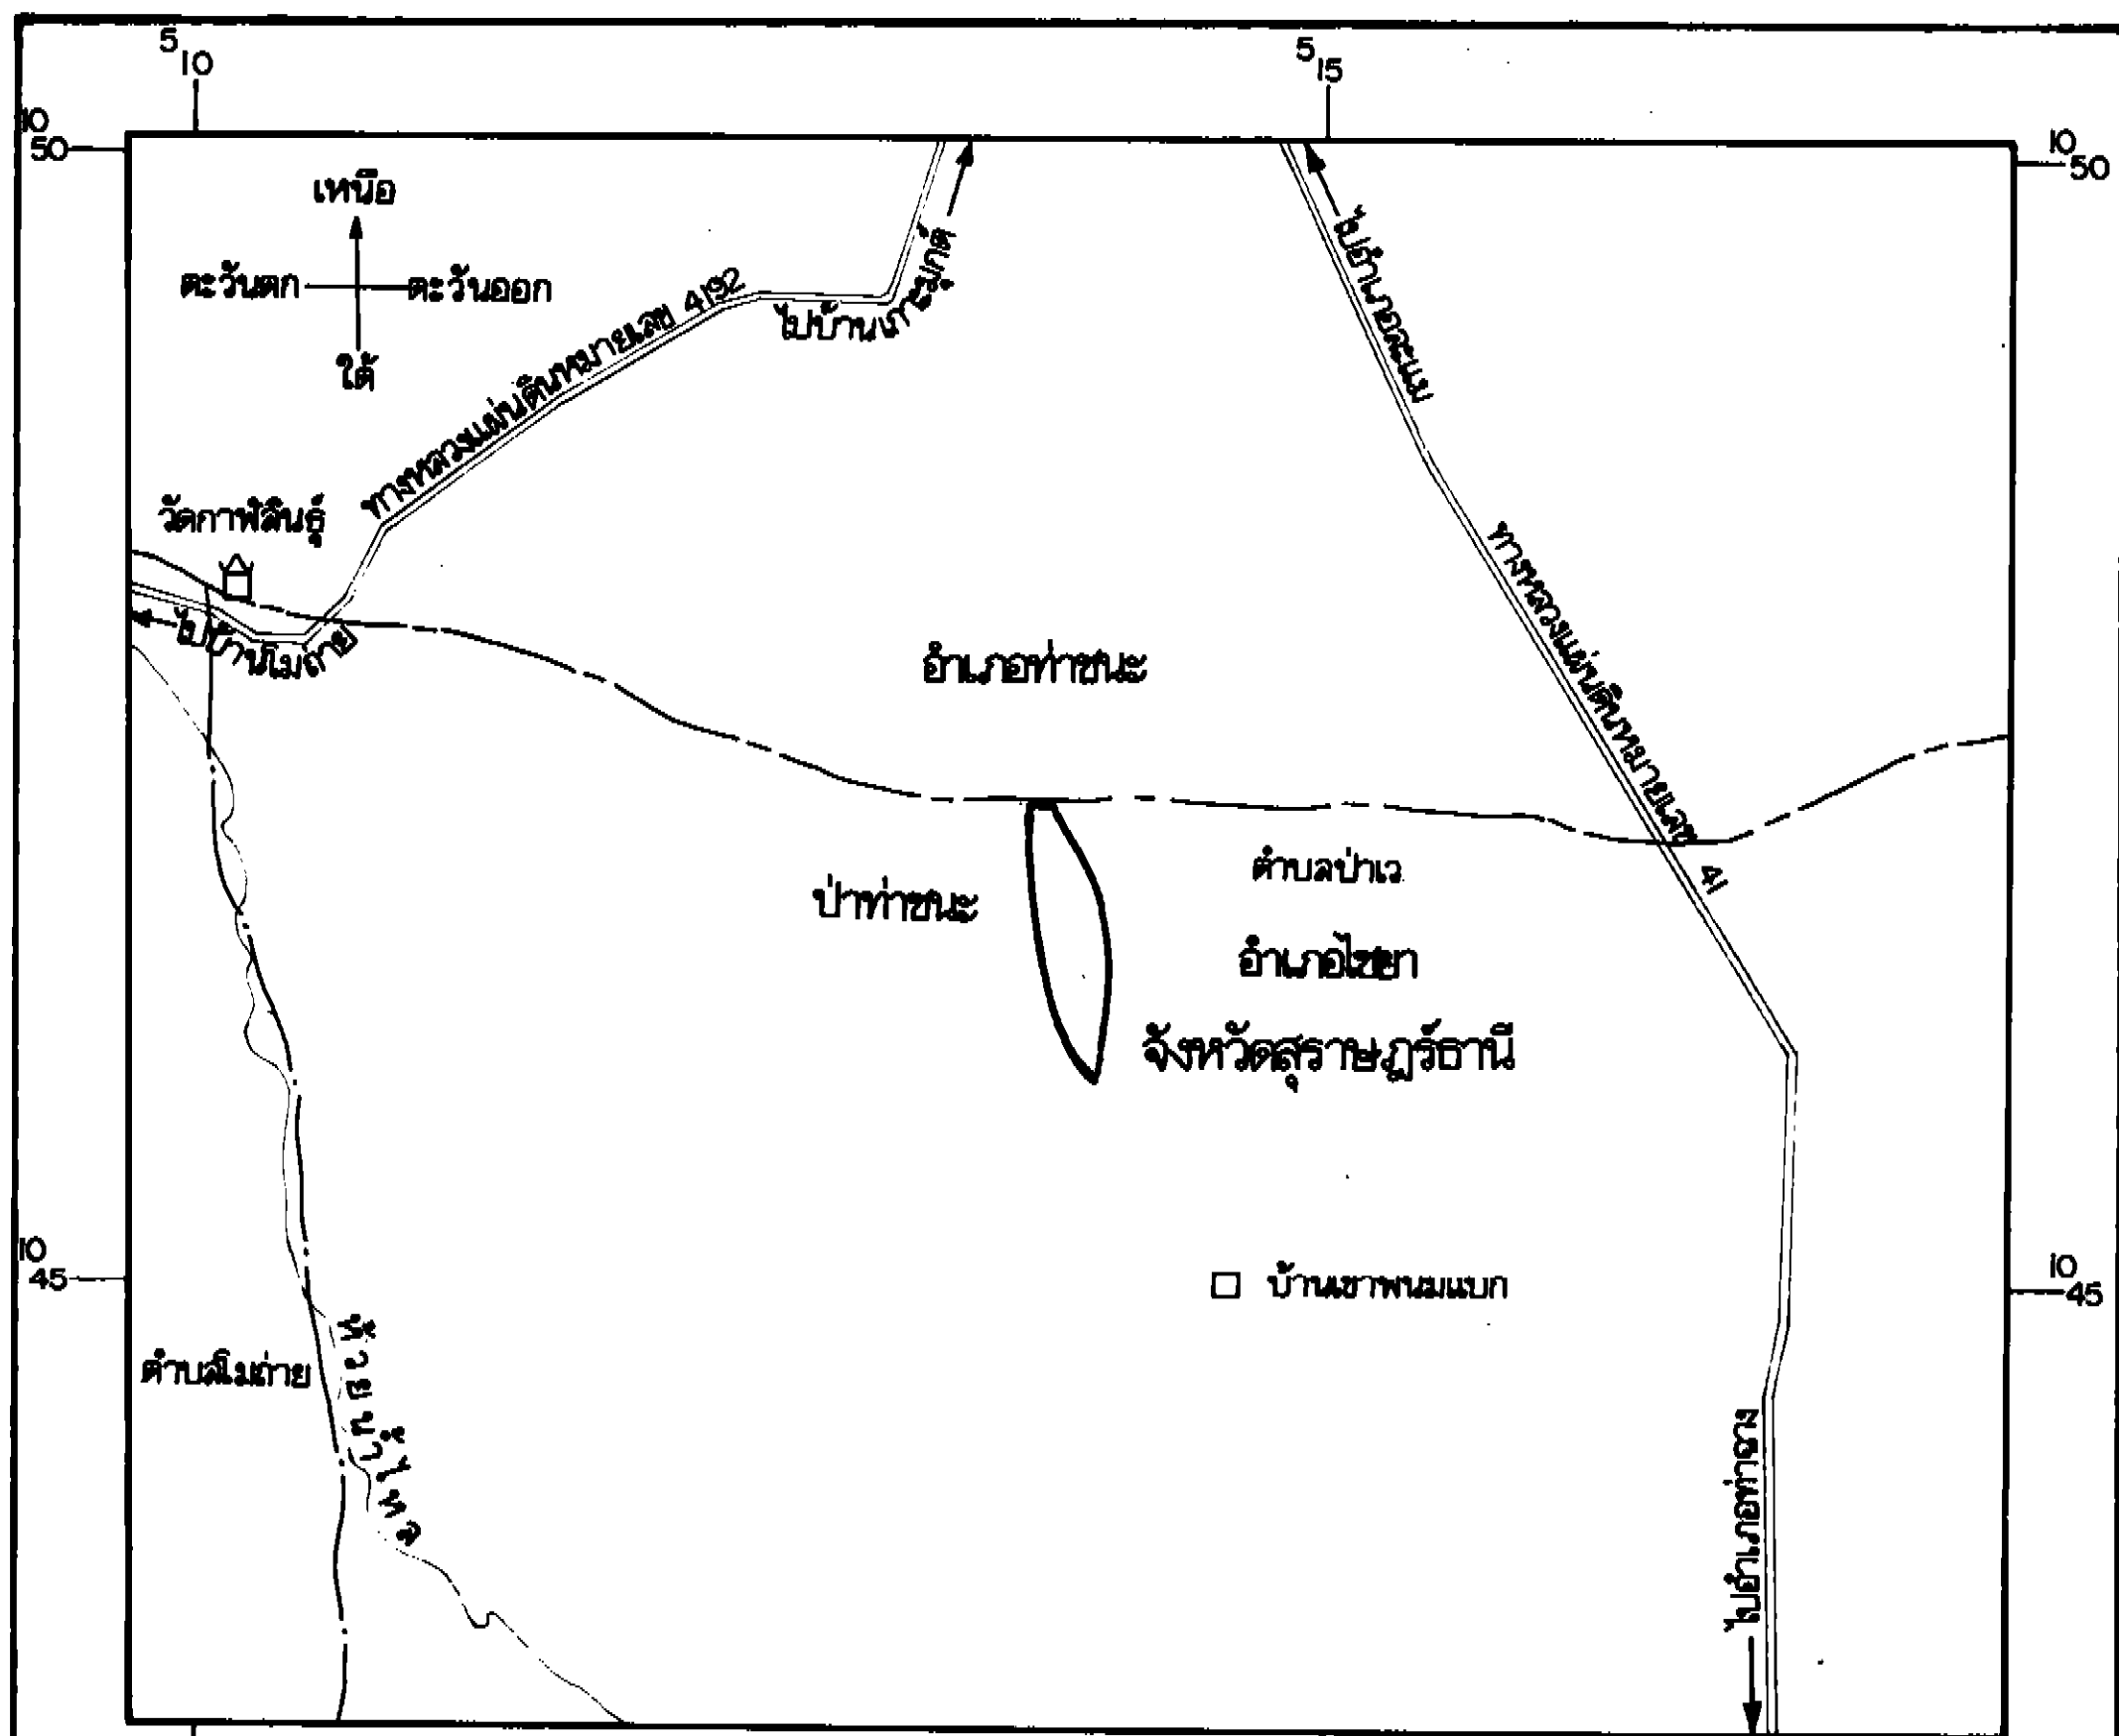 5 10
5 15
10 50
10 50
เหนือ
ตะวันตก
ตะวันออก
ใต้
ทางหลวงแผ่นดินหมายเลข 4192
ไปอำเภอละแม
วัดกาฬสินธุ์
ไปบ้านโมถ่าย
ทางหลวงแผ่นดินหมายเลข 41
อำเภอท่าชนะ
ตำบลป่าเว
ป่าท่าชนะ
อำเภอไชยา
จังหวัดสุราษฎร์ธานี
10 45
10 45
บ้านเขาพนมแบก
ตำบลโมถ่าย
ห้วยน้ำไหล
ไปอำเภอท่าฉาง